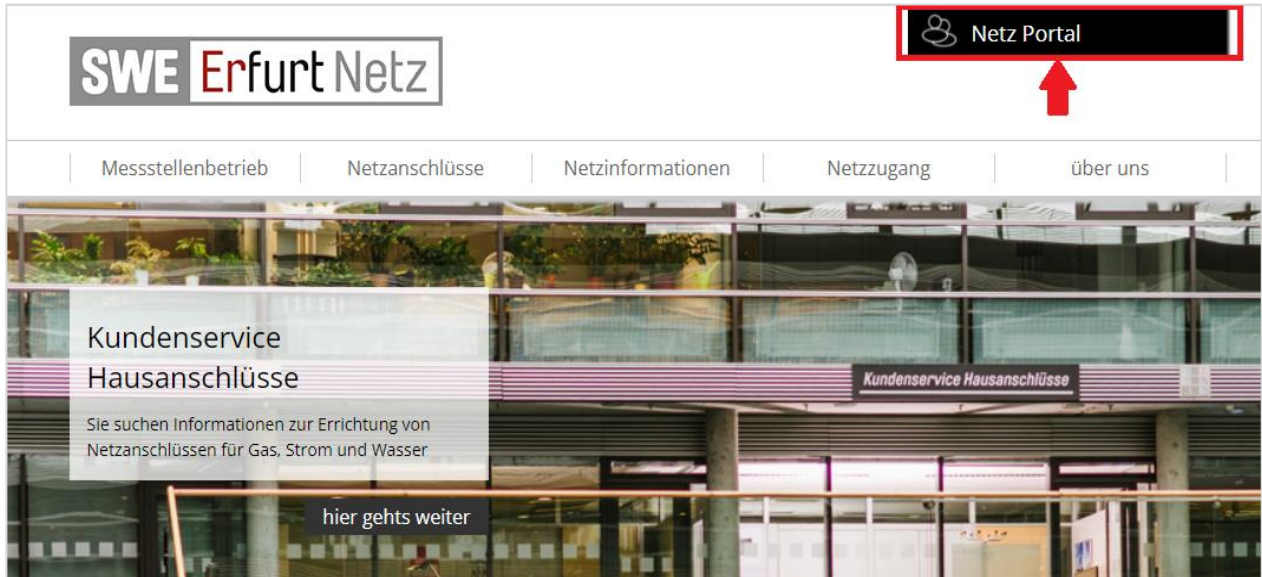 Netz Portal
SWE Erfurt Netz
Messstellenbetrieb
Netzanschlüsse
Netzinformationen
Netzzugang
über uns
Kundenservice
Hausanschlüsse
Sie suchen Informationen zur Errichtung von
Netzanschlüssen für Gas, Strom und Wasser
hier gehts weiter
Kundenservice Hausanschlüsse